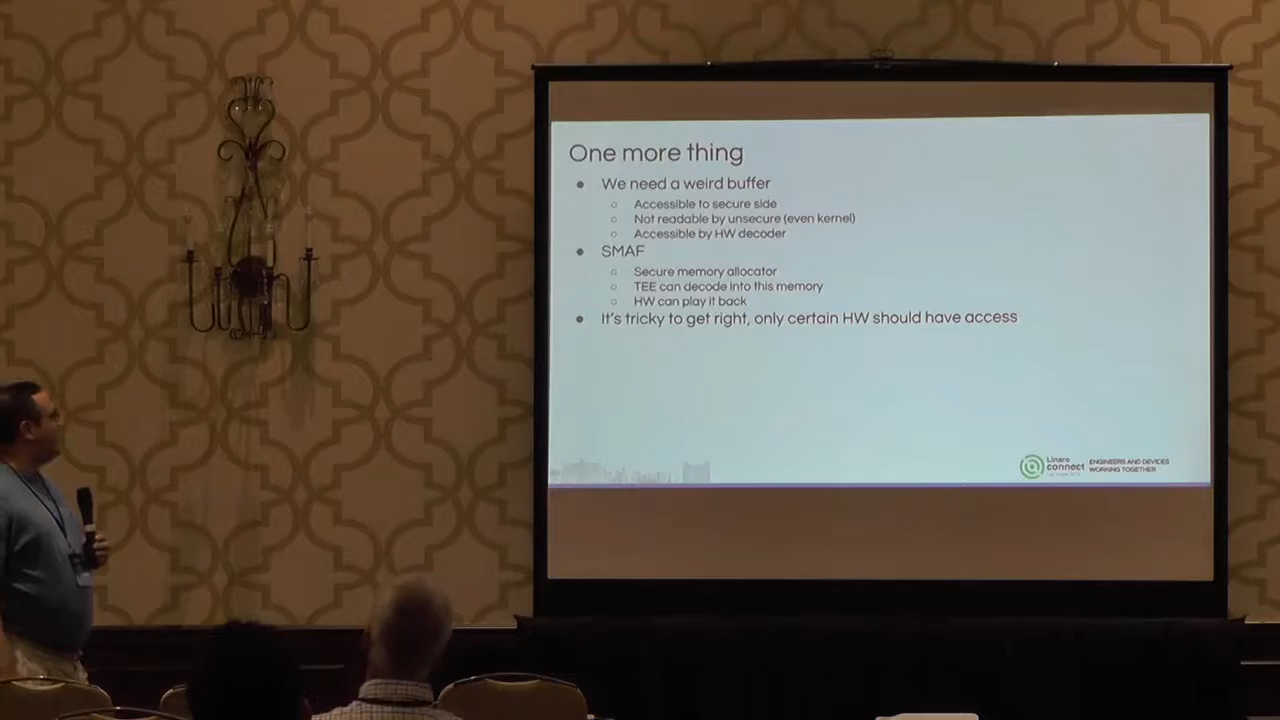 One more thing
● We need a weird buffer
○ Accessible to secure side
○ Not readable by unsecure (even kernel)
○ Accessible by HW decoder
● SMAF
○ Secure memory allocator
○ TEE can decode into this memory
○ HW can play it back
● It's tricky to get right, only certain HW should have access
Linaro
connect
ENGINEERS AND DEVICES
WORKING TOGETHER